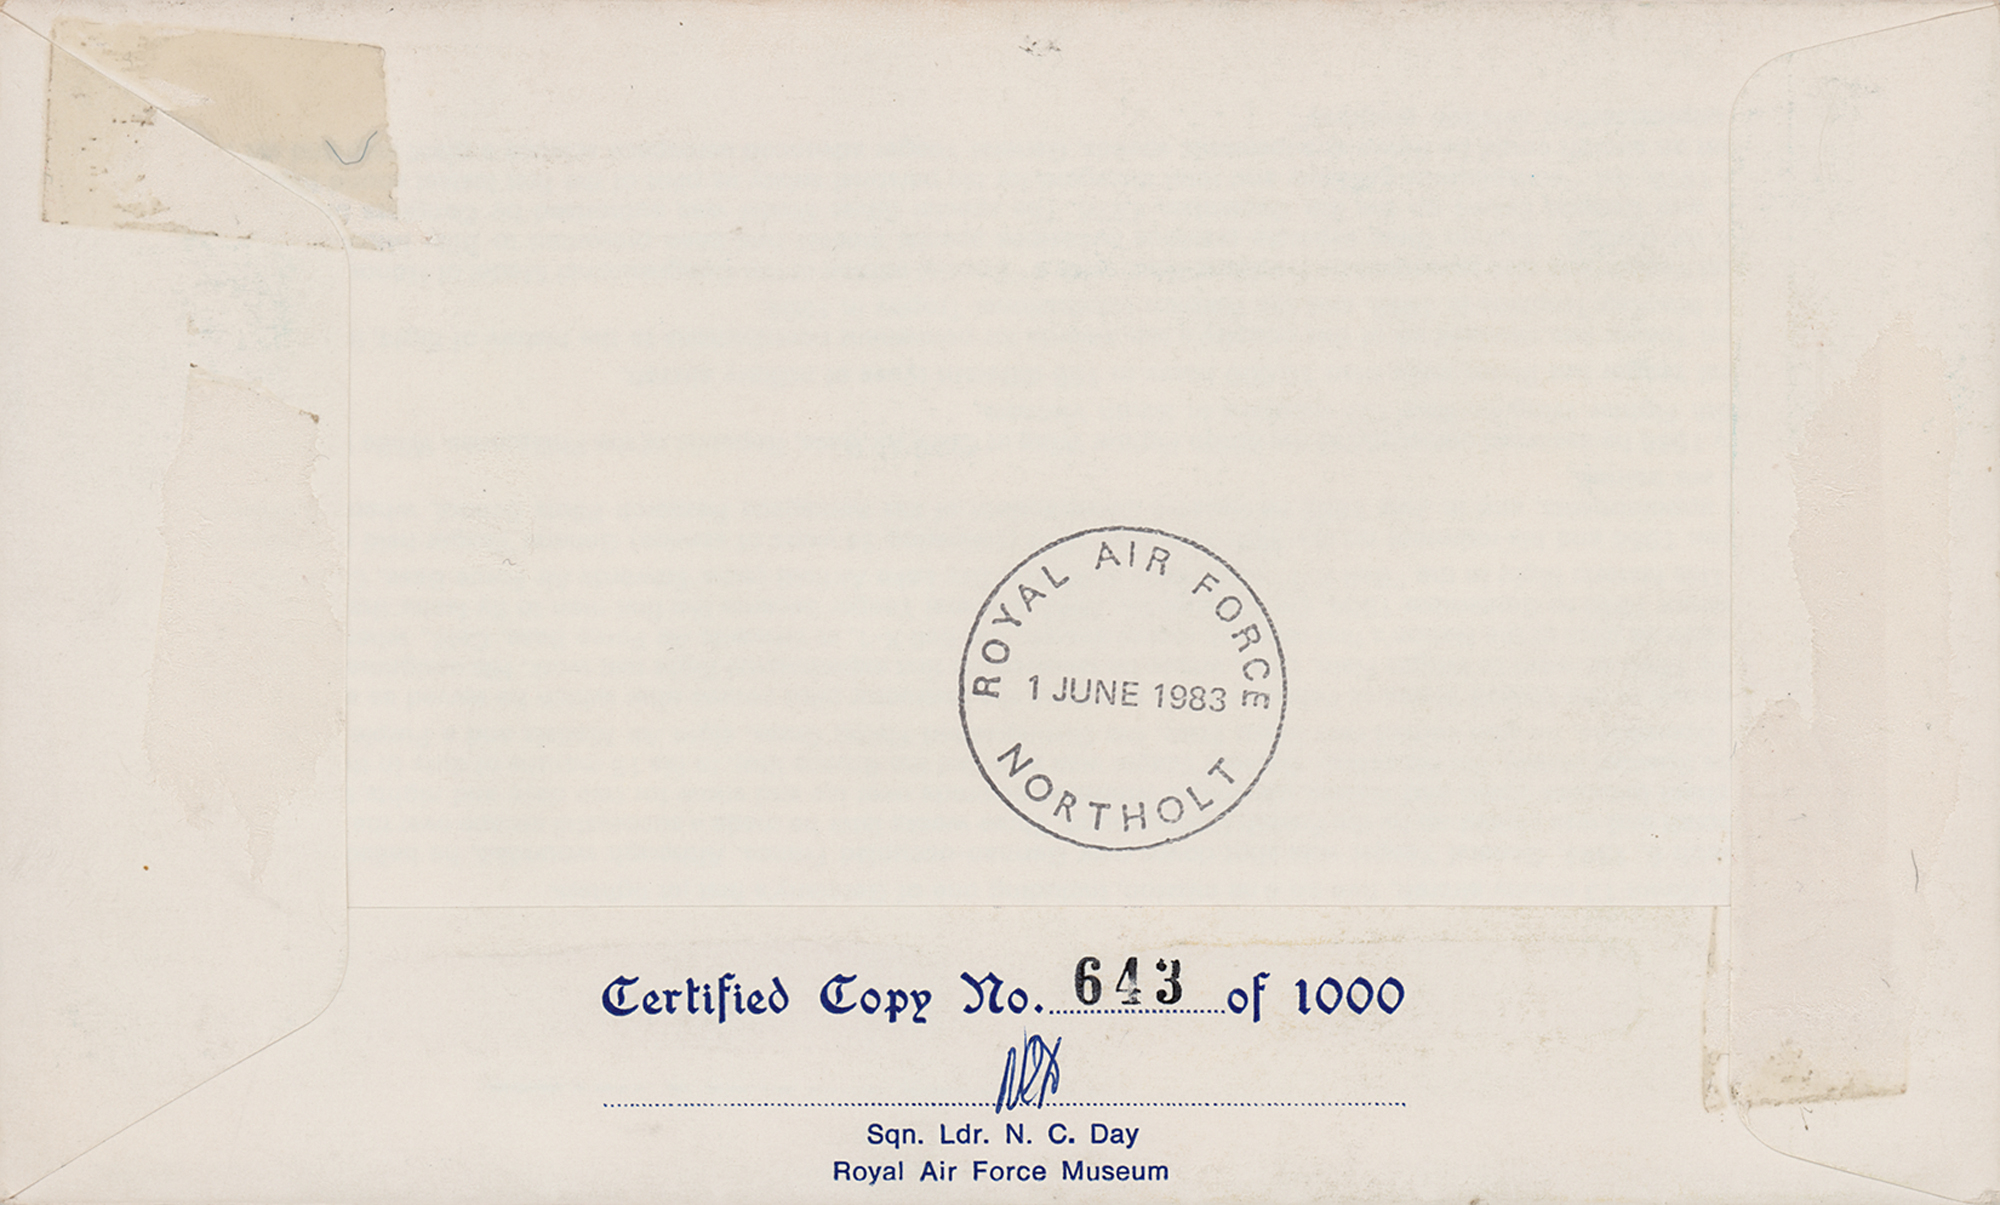 ROYAL AIR FORCE
1 JUNE 1983
NORTHOLT
Certified Copy No. 643 of 1000
Sqn. Ldr. N. C. Day
Royal Air Force Museum